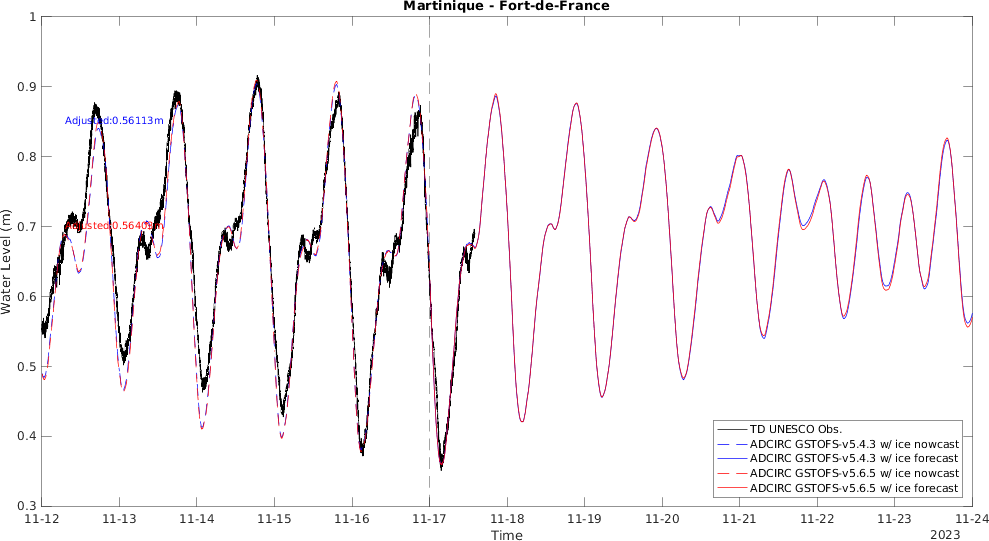 Martinique - Fort-de-France
1
0.9
0.8
0.7
0.6
0.5
0.4
0.3
Water Level (m)
Adjusted:0.56113m
Adjusted:0.56409m
TD UNESCO Obs.
ADCIRC GSTOFS-v5.4.3 w/ ice nowcast
ADCIRC GSTOFS-v5.4.3 w/ ice forecast
ADCIRC GSTOFS-v5.6.5 w/ ice nowcast
ADCIRC GSTOFS-v5.6.5 w/ ice forecast
11-12 11-13 11-14 11-15 11-16 11-17 11-18 11-19 11-20 11-21 11-22 11-23 11-24
Time
2023